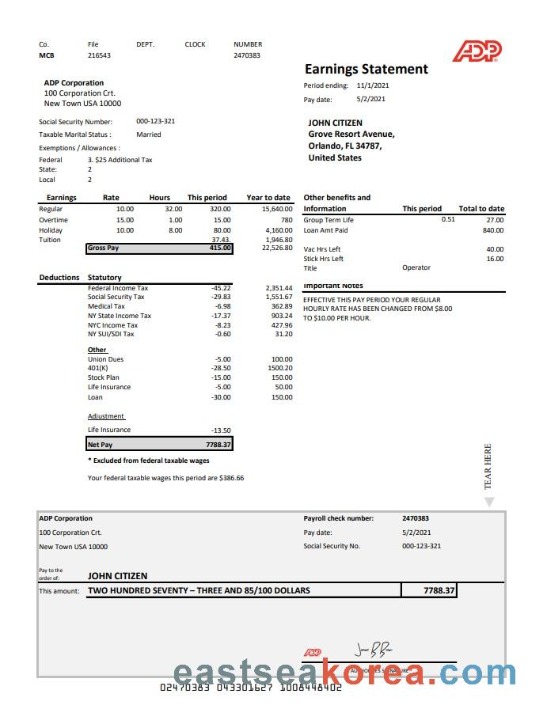 Co. File DEPT. CLOCK NUMBER
MCB 216543 2470383
ADP
Earnings Statement
Period ending: 11/1/2021
Pay date: 5/2/2021
ADP Corporation
100 Corporation Crt.
New Town USA 10000
Social Security Number: 000-123-321
Taxable Marital Status : Married
Exemptions / Allowances :
Federal 3. $25 Additional Tax
State: 2
Local 2
JOHN CITIZEN
Grove Resort Avenue,
Orlando, FL 34787,
United States
Earnings Rate Hours This period Year to date
Regular 10.00 32.00 320.00 15,640.00
Overtime 15.00 1.00 15.00 780
Holiday 10.00 8.00 80.00 4,160.00
Tuition 37.43 1,946.80
Gross Pay 415.00 22,526.80
Other benefits and
Information This period Total to date
Group Term Life 0.51 27.00
Loan Amt Paid 840.00
Vac Hrs Left 40.00
Stick Hrs Left 16.00
Title Operator
Important Notes
EFFECTIVE THIS PAY PERIOD YOUR REGULAR
HOURLY RATE HAS BEEN CHANGED FROM $8.00
TO $10.00 PER HOUR.
Deductions Statutory
Federal Income Tax -45.22 2,351.44
Social Security Tax -29.83 1,551.67
Medical Tax -6.98 362.89
NY State Income Tax -17.37 903.24
NYC Income Tax -8.23 427.96
NY SUI/SDI Tax -0.60 31.20
Other
Union Dues -5.00 100.00
401(K) -28.50 1500.20
Stock Plan -15.00 150.00
Life Insurance -5.00 50.00
Loan -30.00 150.00
Adjustment
Life Insurance -13.50
Net Pay 7788.37
* Excluded from federal taxable wages
Your federal taxable wages this period are $386.66
TEAR HERE
ADP Corporation
100 Corporation Crt.
New Town USA 10000
Payroll check number: 2470383
Pay date: 5/2/2021
Social Security No. 000-123-321
Pay to the
order of: JOHN CITIZEN
This amount: TWO HUNDRED SEVENTY – THREE AND 85/100 DOLLARS 7788.37
ADP
eastseakorea.com
02470383 043301627 1006448402